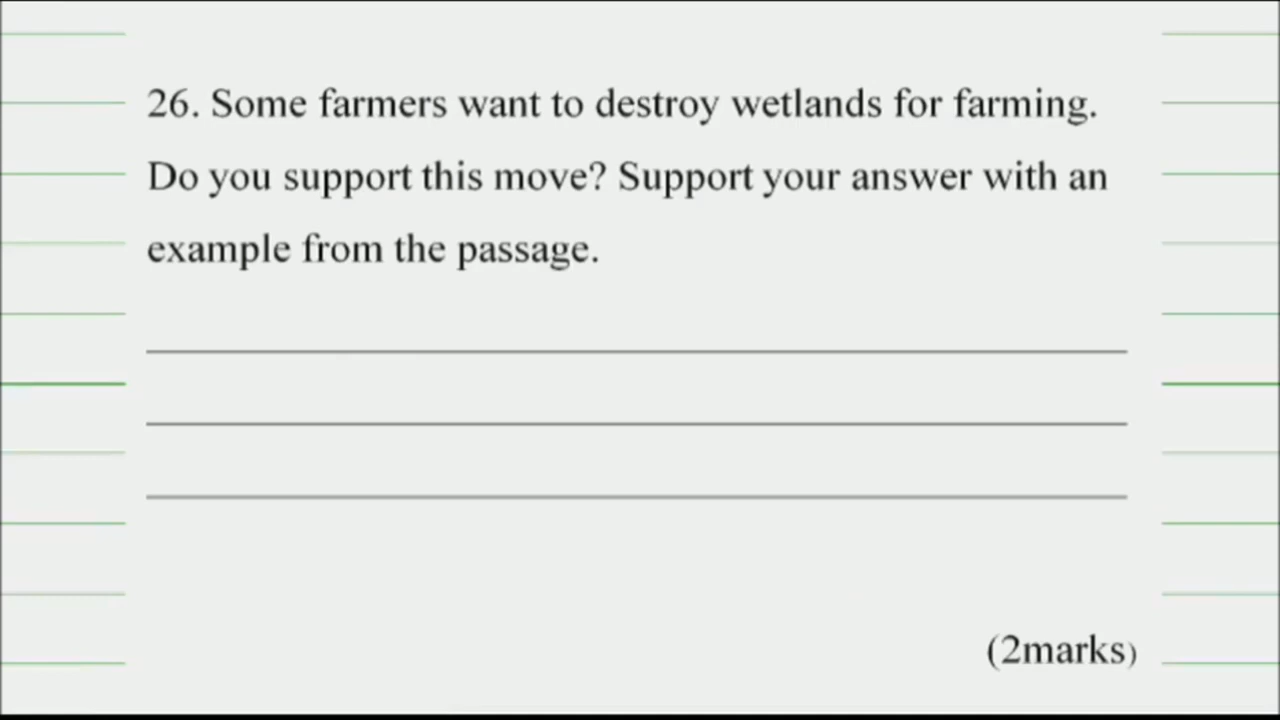 26. Some farmers want to destroy wetlands for farming.
Do you support this move? Support your answer with an
example from the passage.
(2marks)